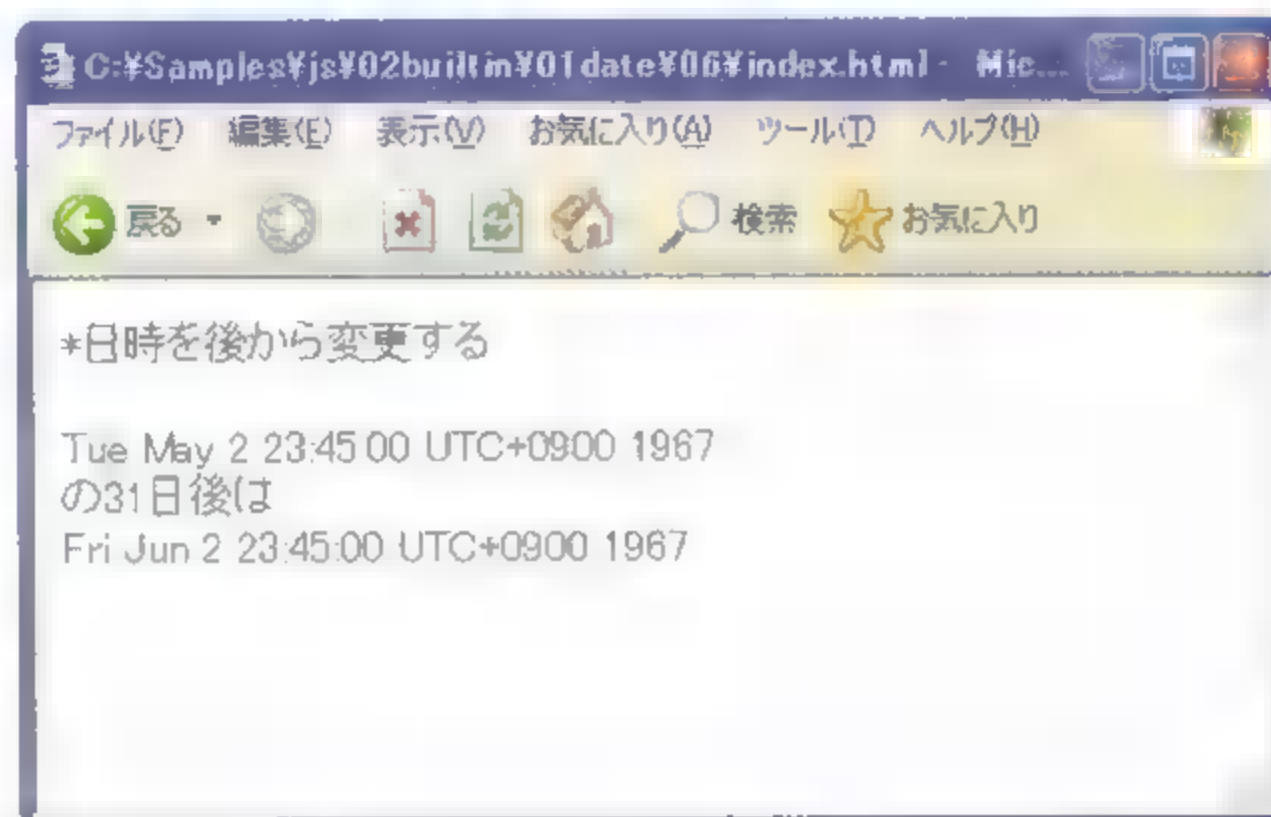 C:¥Samples¥js¥02builtin¥01date¥06¥index.html - Mic...
ファイル(F) 編集(E) 表示(V) お気に入り(A) ツール(T) ヘルプ(H)
戻る 検索 お気に入り
*日時を後から変更する
Tue May 2 23:45:00 UTC+0900 1967
の31日後は
Fri Jun 2 23:45:00 UTC+0900 1967